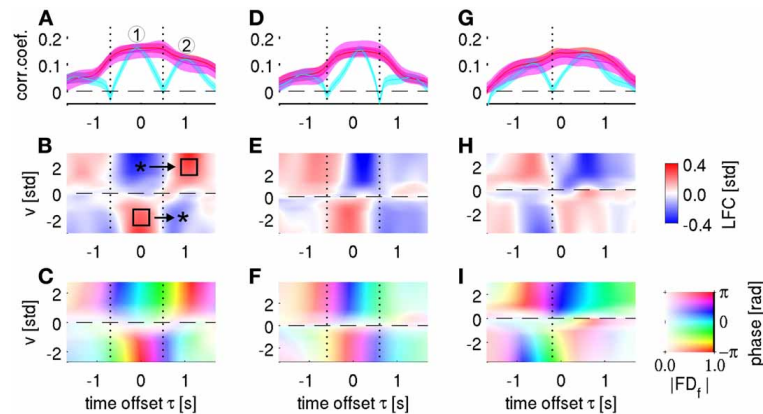 A D G
corr.coef.
0.2
0.1
0
1 2
0.2
0.1
0
0.2
0.1
0
-1 0 1 -1 0 1 -1 0 1
B E H
v [std]
2
0
-2
* 
*
2
0
-2
2
0
-2
0.4
0.0
-0.4
LFC [std]
-1 0 1 -1 0 1 -1 0 1
C F I
v [std]
2
0
-2
2
0
-2
2
0
-2
π
0
-π
phase [rad]
0.0 1.0
|FD_f|
-1 0 1 -1 0 1 -1 0 1
time offset τ [s] time offset τ [s] time offset τ [s]